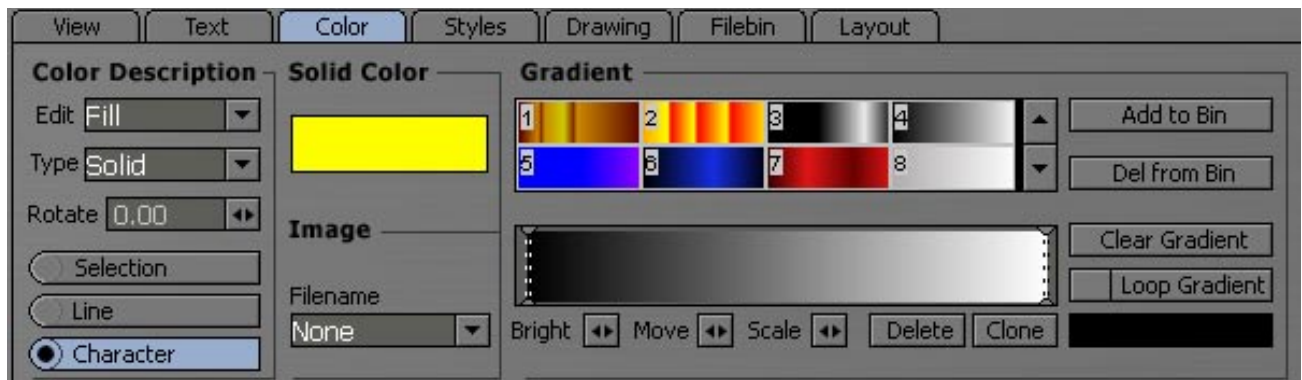 View Text Color Styles Drawing Filebin Layout
Color Description Solid Color Gradient
Edit Fill
1 2 3 4
Add to Bin
Type Solid
5 6 7 8
Del from Bin
Rotate 0.00
Image
Clear Gradient
Selection
Filename
Loop Gradient
Line
None
Bright Move Scale Delete Clone
Character